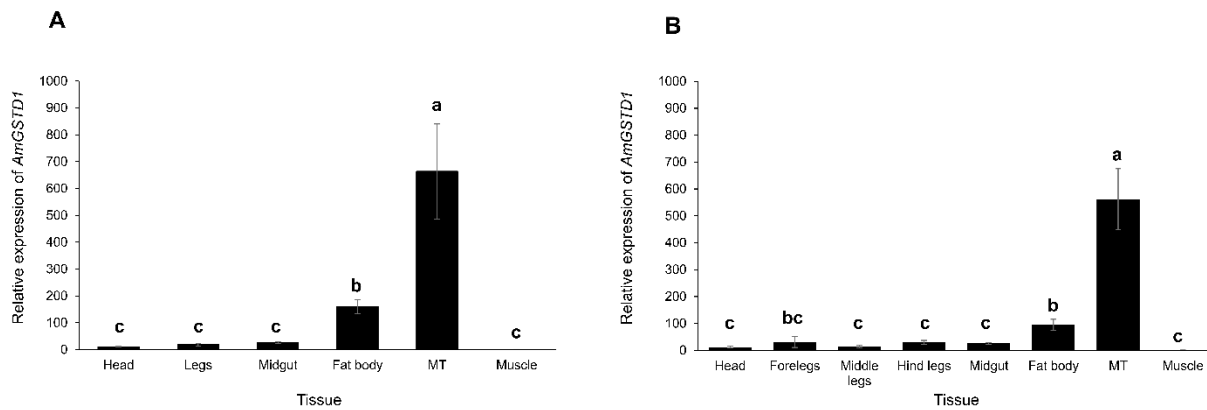 A
Relative expression of AmGSTD1
1000
900
800
700
600
500
400
300
200
100
0
c
c
c
b
a
c
Head
Legs
Midgut
Fat body
MT
Muscle
Tissue
B
Relative expression of AmGSTD1
1000
900
800
700
600
500
400
300
200
100
0
c
bc
c
c
c
b
a
c
Head
Forelegs
Middle
legs
Hind legs
Midgut
Fat body
MT
Muscle
Tissue